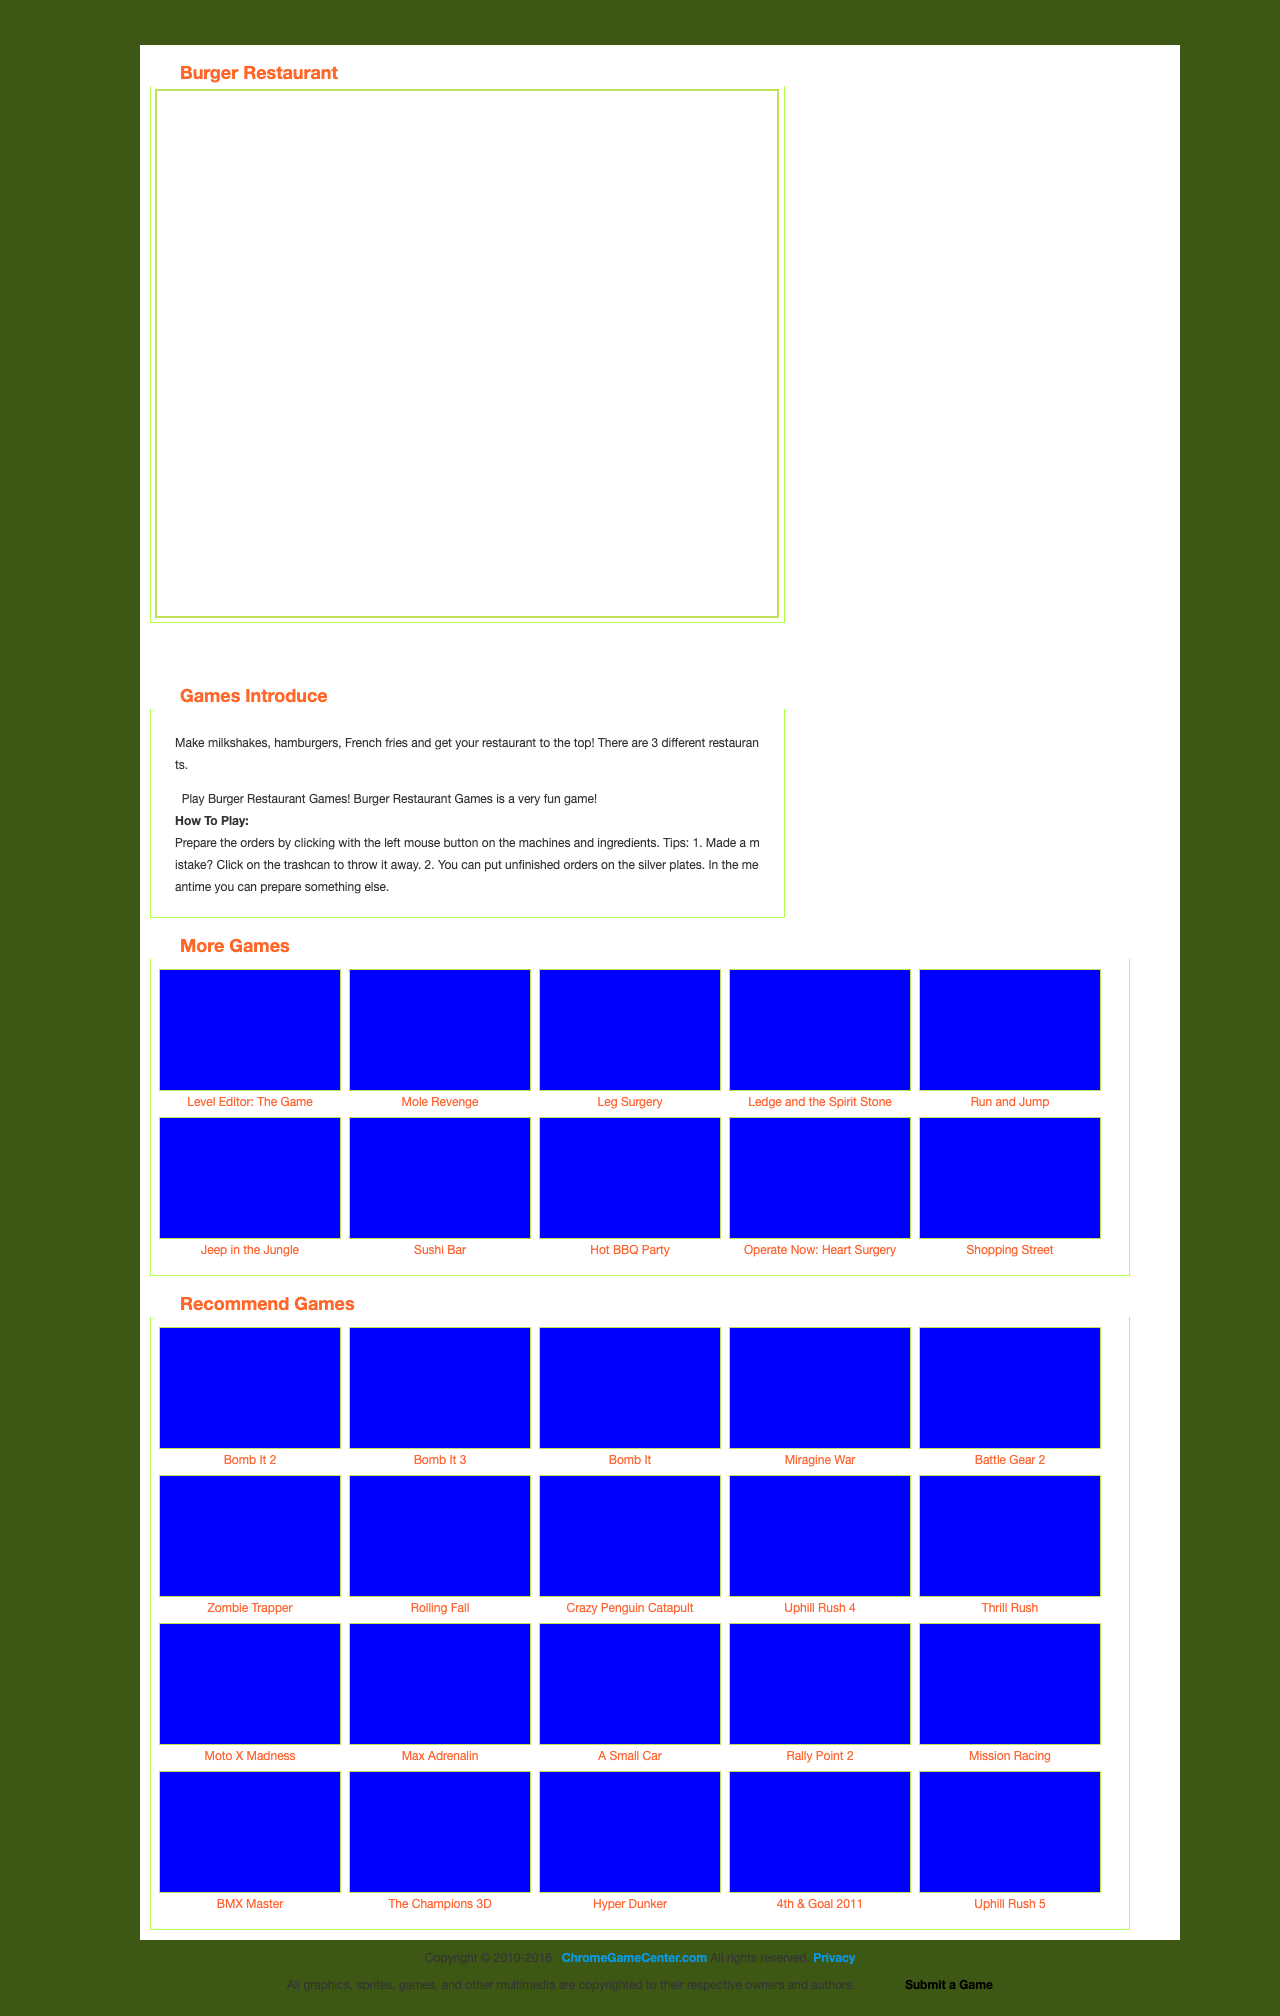 Burger Restaurant
Games Introduce
Make milkshakes, hamburgers, French fries and get your restaurant to the top! There are 3 different restauran
ts.
Play Burger Restaurant Games! Burger Restaurant Games is a very fun game!
How To Play:
Prepare the orders by clicking with the left mouse button on the machines and ingredients. Tips: 1. Made a m
istake? Click on the trashcan to throw it away. 2. You can put unfinished orders on the silver plates. In the me
antime you can prepare something else.
More Games
Level Editor: The Game Mole Revenge Leg Surgery Ledge and the Spirit Stone Run and Jump
Jeep in the Jungle Sushi Bar Hot BBQ Party Operate Now: Heart Surgery Shopping Street
Recommend Games
Bomb It 2 Bomb It 3 Bomb It Miragine War Battle Gear 2
Zombie Trapper Rolling Fall Crazy Penguin Catapult Uphill Rush 4 Thrill Rush
Moto X Madness Max Adrenalin A Small Car Rally Point 2 Mission Racing
BMX Master The Champions 3D Hyper Dunker 4th & Goal 2011 Uphill Rush 5
Copyright © 2010-2016 ChromeGameCenter.com All rights reserved. Privacy
All graphics, sprites, games, and other multimedia are copyrighted to their respective owners and authors. Submit a Game